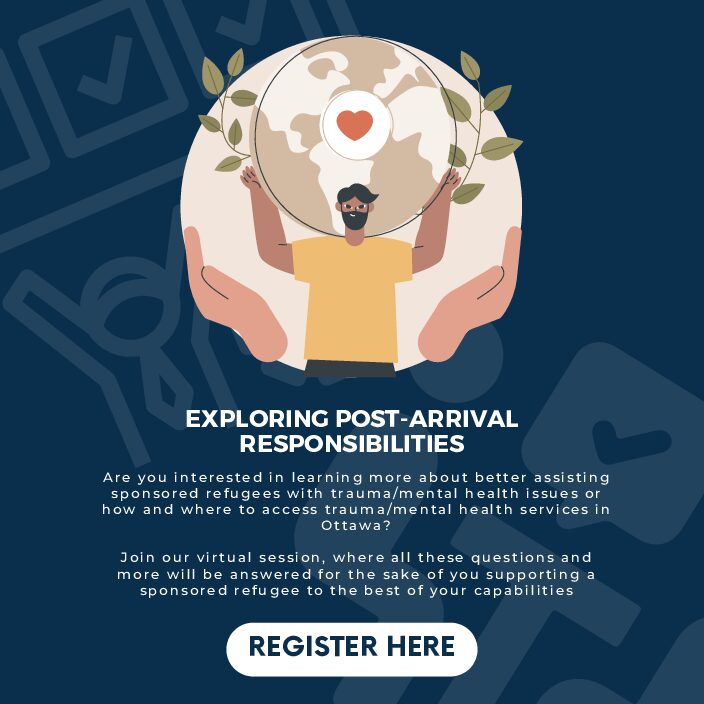 EXPLORING POST-ARRIVAL
RESPONSIBILITIES
Are you interested in learning more about better assisting
sponsored refugees with trauma/mental health issues or
how and where to access trauma/mental health services in
Ottawa?
Join our virtual session, where all these questions and
more will be answered for the sake of you supporting a
sponsored refugee to the best of your capabilities
REGISTER HERE